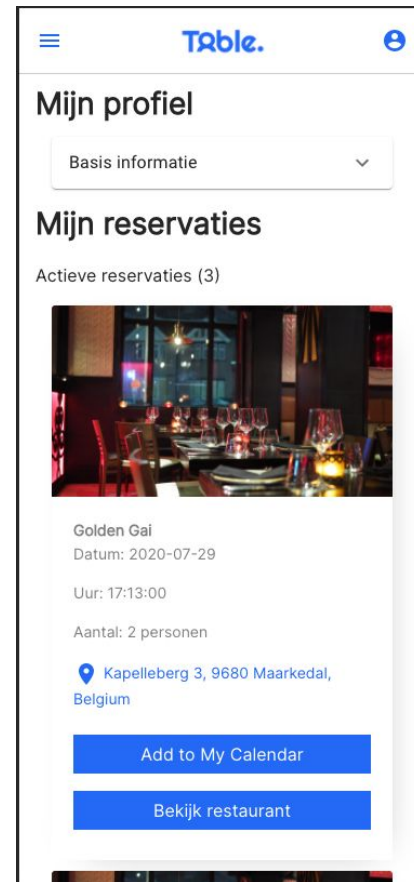 Table.
Mijn profiel
Basis informatie
Mijn reservaties
Actieve reservaties (3)
Golden Gai
Datum: 2020-07-29
Uur: 17:13:00
Aantal: 2 personen
Kapelleberg 3, 9680 Maarkedal,
Belgium
Add to My Calendar
Bekijk restaurant